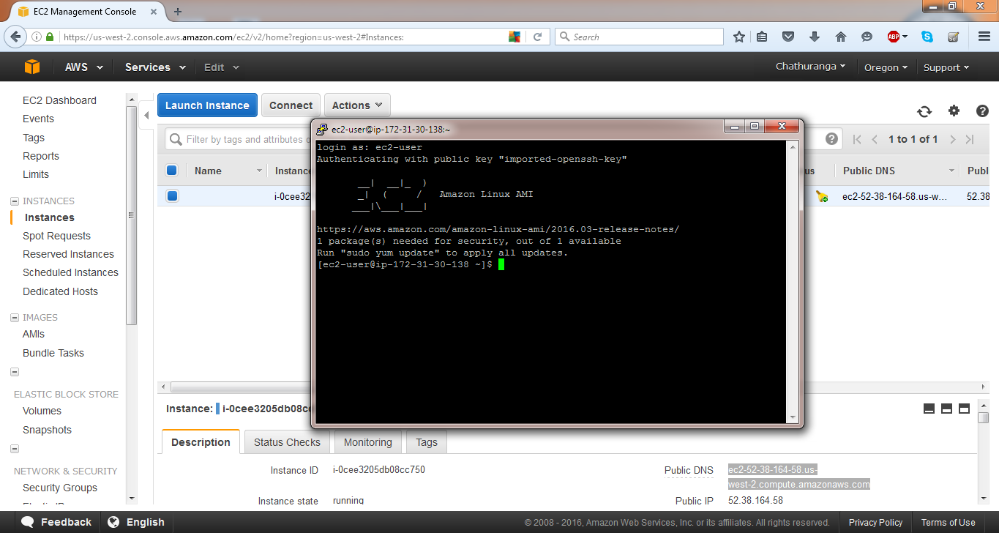 EC2 Management Console
https://us-west-2.console.aws.amazon.com/ec2/v2/home?region=us-west-2#Instances:
Search
ABP
AWS Services Edit
Chathuranga Oregon Support
EC2 Dashboard
Events
Tags
Reports
Limits
INSTANCES
Instances
Spot Requests
Reserved Instances
Scheduled Instances
Dedicated Hosts
IMAGES
AMIs
Bundle Tasks
ELASTIC BLOCK STORE
Volumes
Snapshots
NETWORK & SECURITY
Security Groups
Launch Instance Connect Actions
Filter by tags and attributes o
1 to 1 of 1
Name Instance
us Public DNS Publ
i-0cee32
ec2-52-38-164-58.us-w... 52.38
ec2-user@ip-172-31-30-138:~
login as: ec2-user
Authenticating with public key "imported-openssh-key"
__|  __|_  )
_|  (     /   Amazon Linux AMI
___|\___|___|
https://aws.amazon.com/amazon-linux-ami/2016.03-release-notes/
1 package(s) needed for security, out of 1 available
Run "sudo yum update" to apply all updates.
[ec2-user@ip-172-31-30-138 ~]$
Instance: i-0cee3205db08cc
Description Status Checks Monitoring Tags
Instance ID i-0cee3205db08cc750
Public DNS ec2-52-38-164-58.us-
west-2.compute.amazonaws.com
Instance state running
Public IP 52.38.164.58
Feedback English
© 2008 - 2016, Amazon Web Services, Inc. or its affiliates. All rights reserved. Privacy Policy Terms of Use